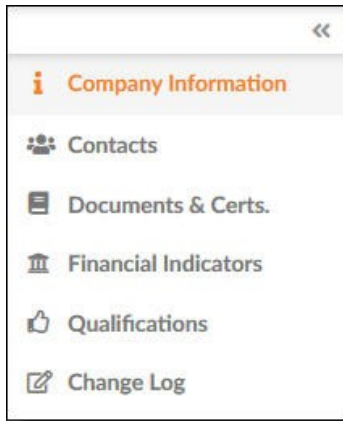 Company Information
Contacts
Documents & Certs.
Financial Indicators
Qualifications
Change Log